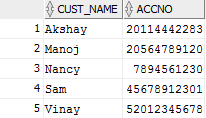 CUST_NAME ACCNO
1 Akshay 20114442283
2 Manoj 20564789120
3 Nancy 7894561230
4 Sam 45678912301
5 Vinay 52012345678